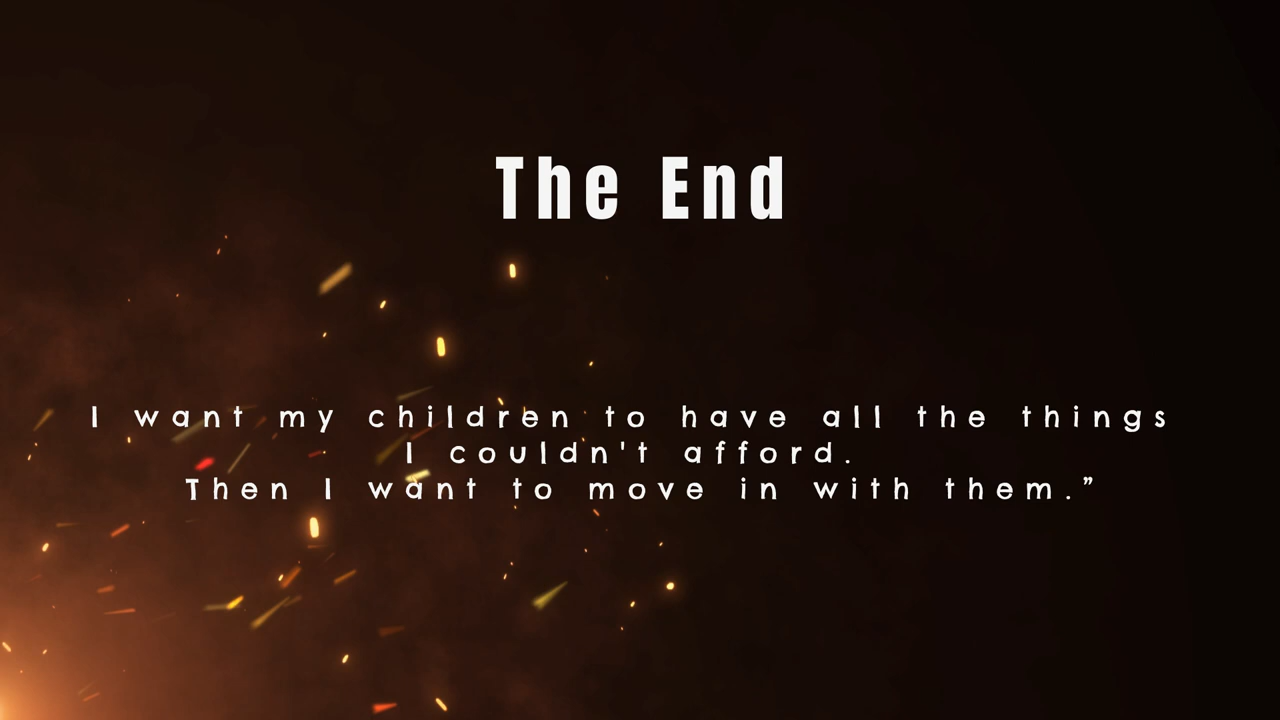 The End
I want my children to have all the things
I couldn't afford.
Then I want to move in with them.”